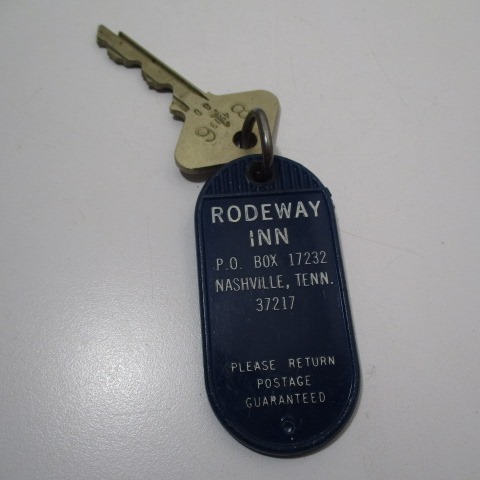 RODEWAY
INN
P.O. BOX 17232
NASHVILLE, TENN.
37217
PLEASE RETURN
POSTAGE
GUARANTEED